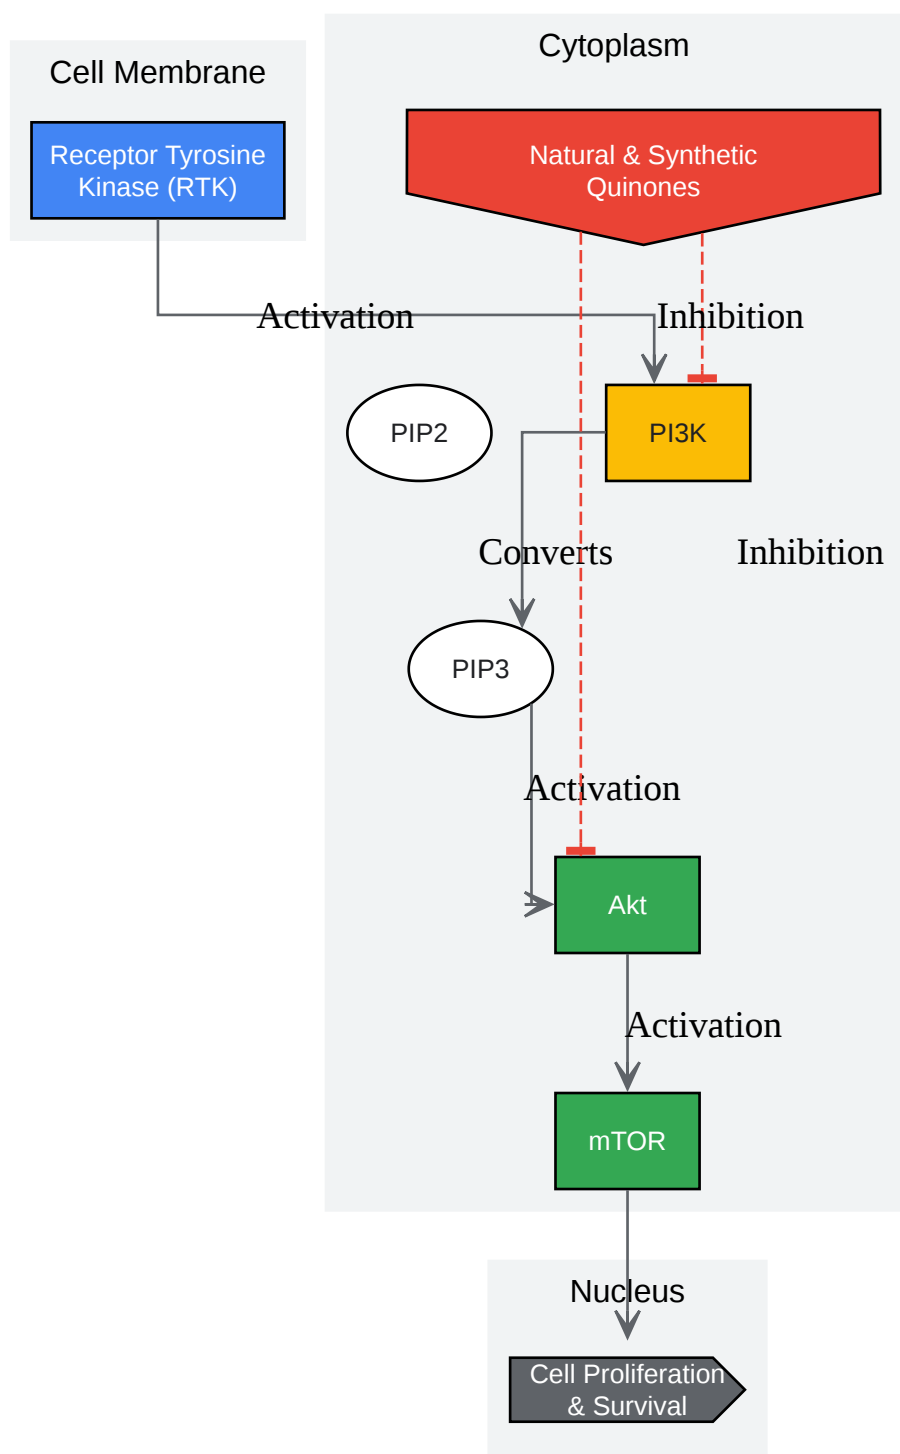 Cytoplasm
Cell Membrane
Receptor Tyrosine
Kinase (RTK)
Natural & Synthetic
Quinones
Activation
Inhibition
PIP2
PI3K
Converts
Inhibition
PIP3
Activation
Akt
Activation
mTOR
Nucleus
Cell Proliferation
& Survival